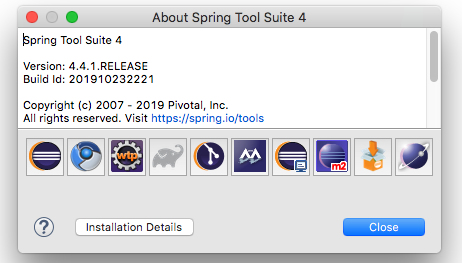 About Spring Tool Suite 4
Spring Tool Suite 4
Version: 4.4.1.RELEASE
Build Id: 201910232221
Copyright (c) 2007 - 2019 Pivotal, Inc.
All rights reserved. Visit https://spring.io/tools
wtp
m2
?
Installation Details
Close